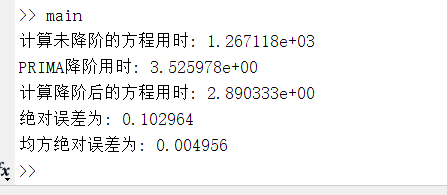 >> main
计算未降阶的方程用时: 1.267118e+03
PRIMA降阶用时: 3.525978e+00
计算降阶后的方程用时: 2.890333e+00
绝对误差为: 0.102964
均方绝对误差为: 0.004956
fx >>